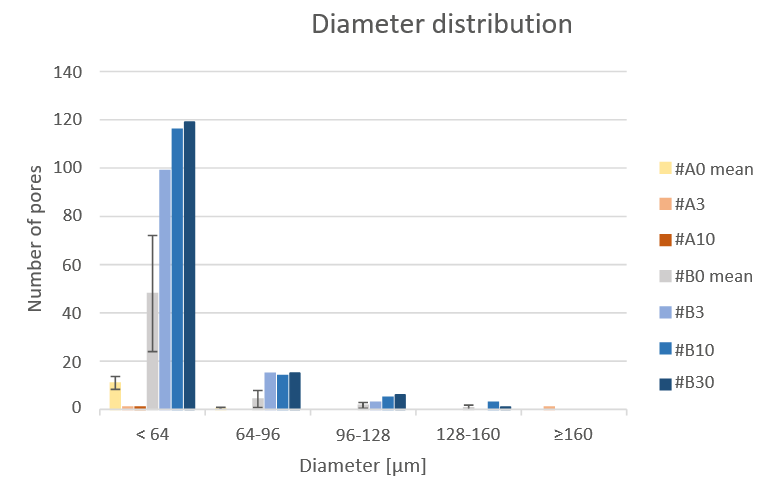 Diameter distribution
140
120
100
80
60
40
20
0
Number of pores
< 64
64-96
96-128
128-160
≥160
Diameter [µm]
#A0 mean
#A3
#A10
#B0 mean
#B3
#B10
#B30